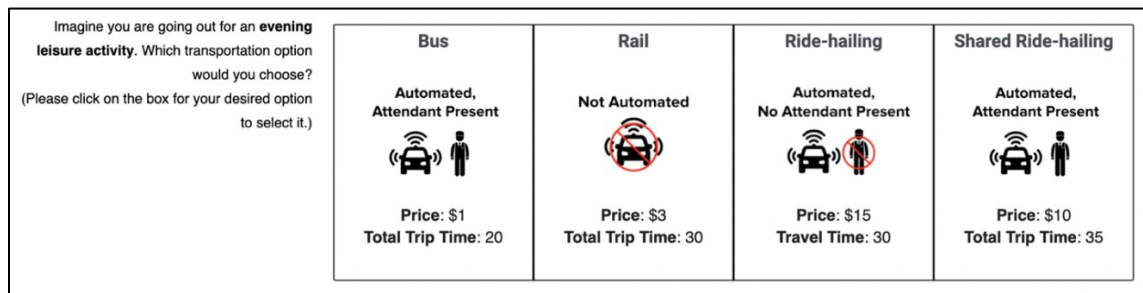 Imagine you are going out for an evening
leisure activity. Which transportation option
would you choose?
(Please click on the box for your desired option
to select it.)
Bus
Automated,
Attendant Present
Price: $1
Total Trip Time: 20
Rail
Not Automated
Price: $3
Total Trip Time: 30
Ride-hailing
Automated,
No Attendant Present
Price: $15
Travel Time: 30
Shared Ride-hailing
Automated,
Attendant Present
Price: $10
Total Trip Time: 35